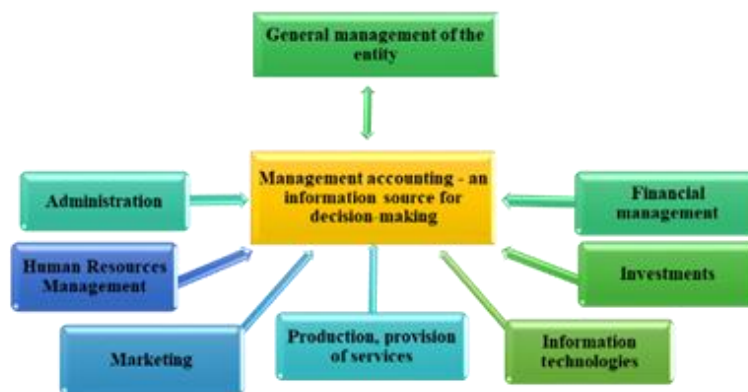 General management of the
entity
Management accounting - an
information source for
decision-making
Administration
Financial
management
Human Resources
Management
Investments
Marketing
Production, provision
of services
Information
technologies